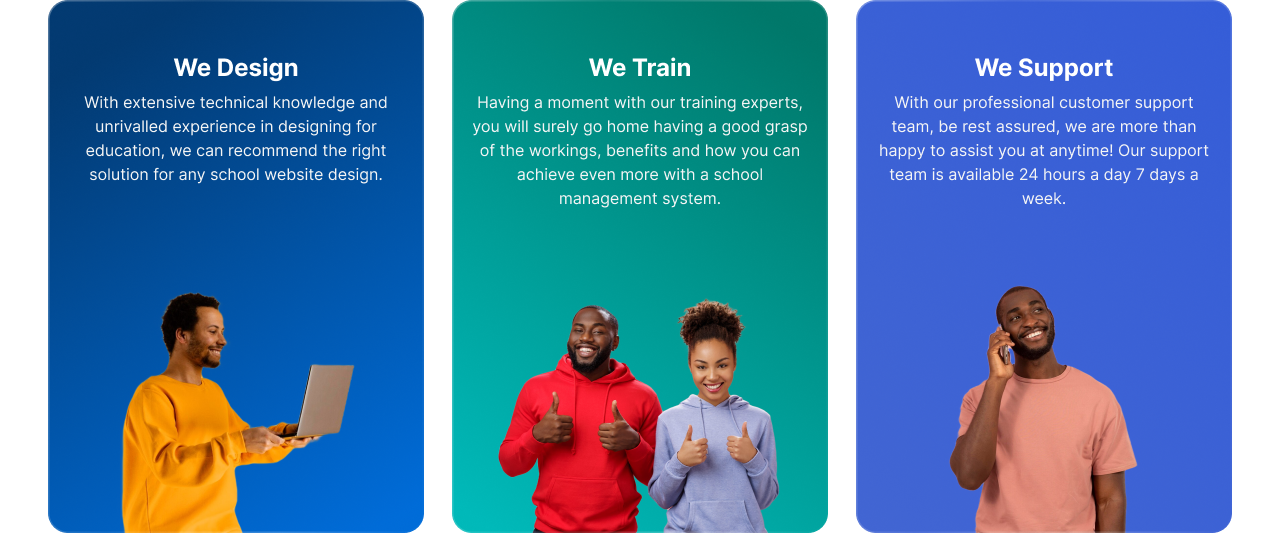 We Design
With extensive technical knowledge and
unrivalled experience in designing for
education, we can recommend the right
solution for any school website design.
We Train
Having a moment with our training experts,
you will surely go home having a good grasp
of the workings, benefits and how you can
achieve even more with a school
management system.
We Support
With our professional customer support
team, be rest assured, we are more than
happy to assist you at anytime! Our support
team is available 24 hours a day 7 days a
week.